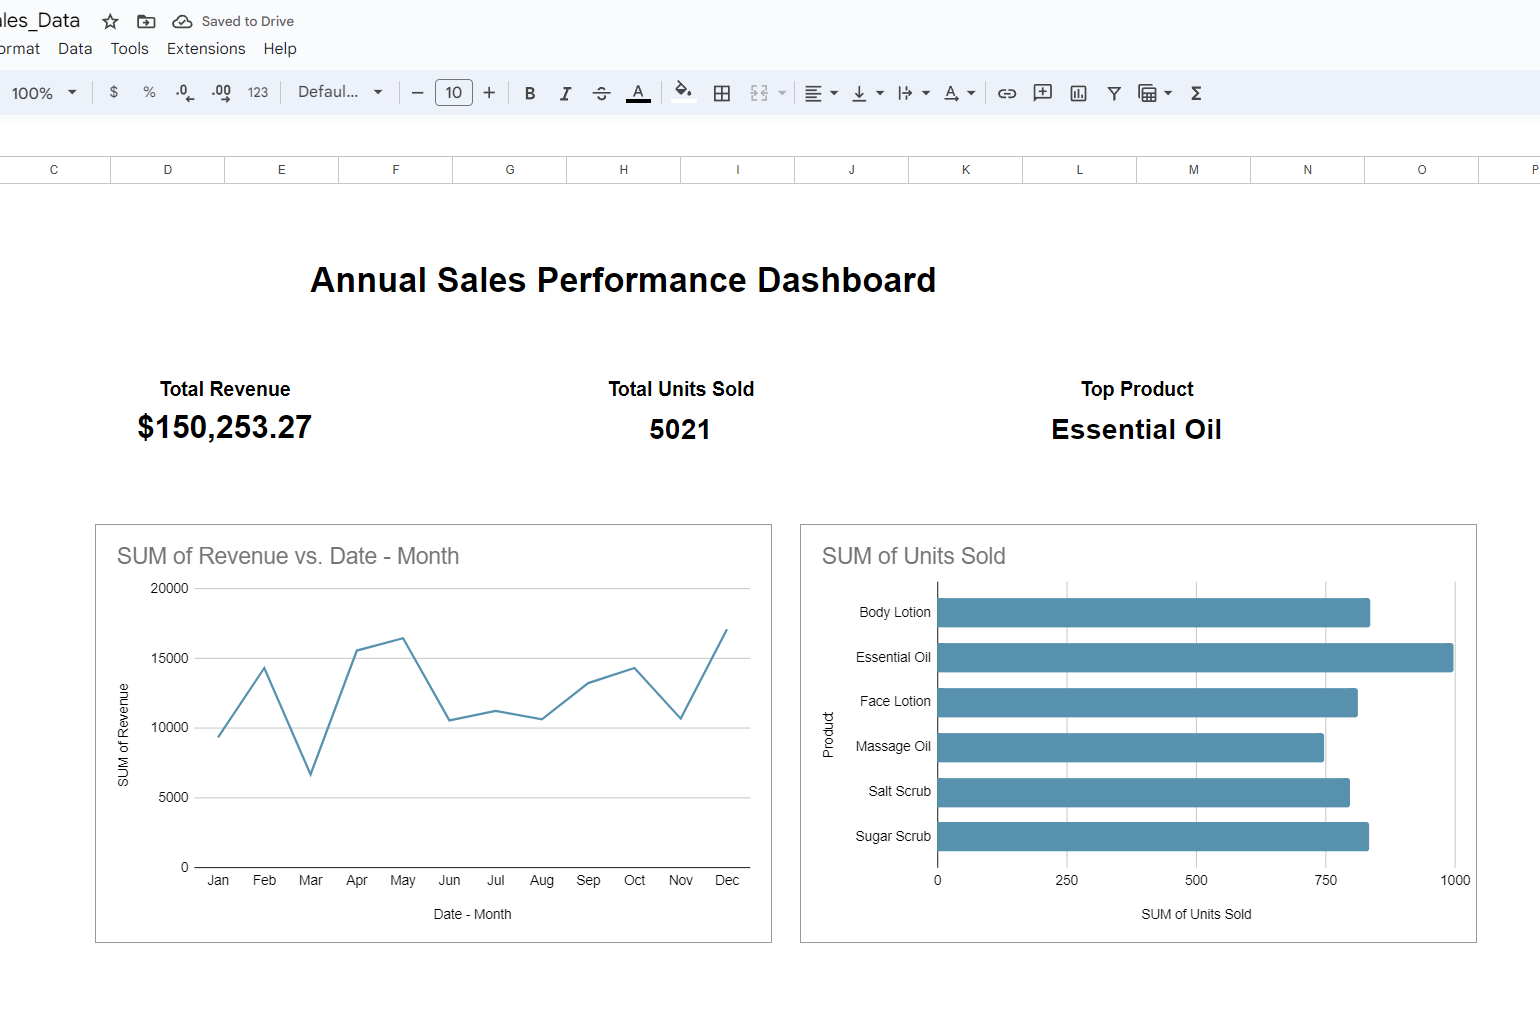 ales_Data Saved to Drive
ormat Data Tools Extensions Help
100% $ % .0 .00 123 Defaul... − 10 + B I S A A Σ
C D E F G H I J K L M N O P
Annual Sales Performance Dashboard
Total Revenue
$150,253.27
Total Units Sold
5021
Top Product
Essential Oil
SUM of Revenue vs. Date - Month
SUM of Revenue
20000
15000
10000
5000
0
Jan Feb Mar Apr May Jun Jul Aug Sep Oct Nov Dec
Date - Month
SUM of Units Sold
Product
Body Lotion
Essential Oil
Face Lotion
Massage Oil
Salt Scrub
Sugar Scrub
0 250 500 750 1000
SUM of Units Sold